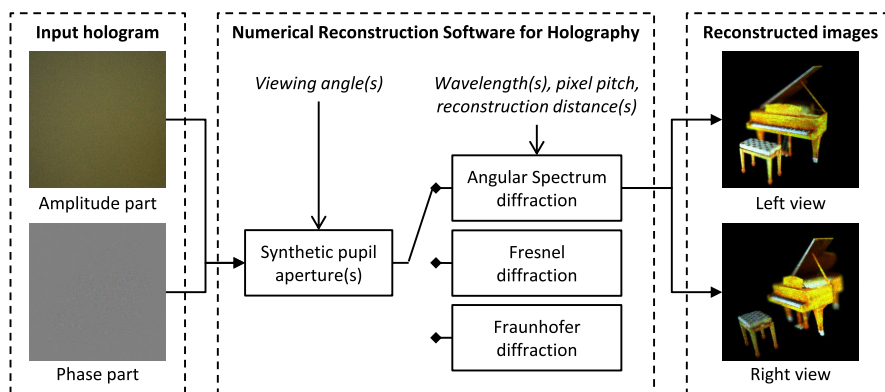 Input hologram
Amplitude part
Phase part
Numerical Reconstruction Software for Holography
Viewing angle(s)
Wavelength(s), pixel pitch,
reconstruction distance(s)
Synthetic pupil
aperture(s)
Angular Spectrum
diffraction
Fresnel
diffraction
Fraunhofer
diffraction
Reconstructed images
Left view
Right view